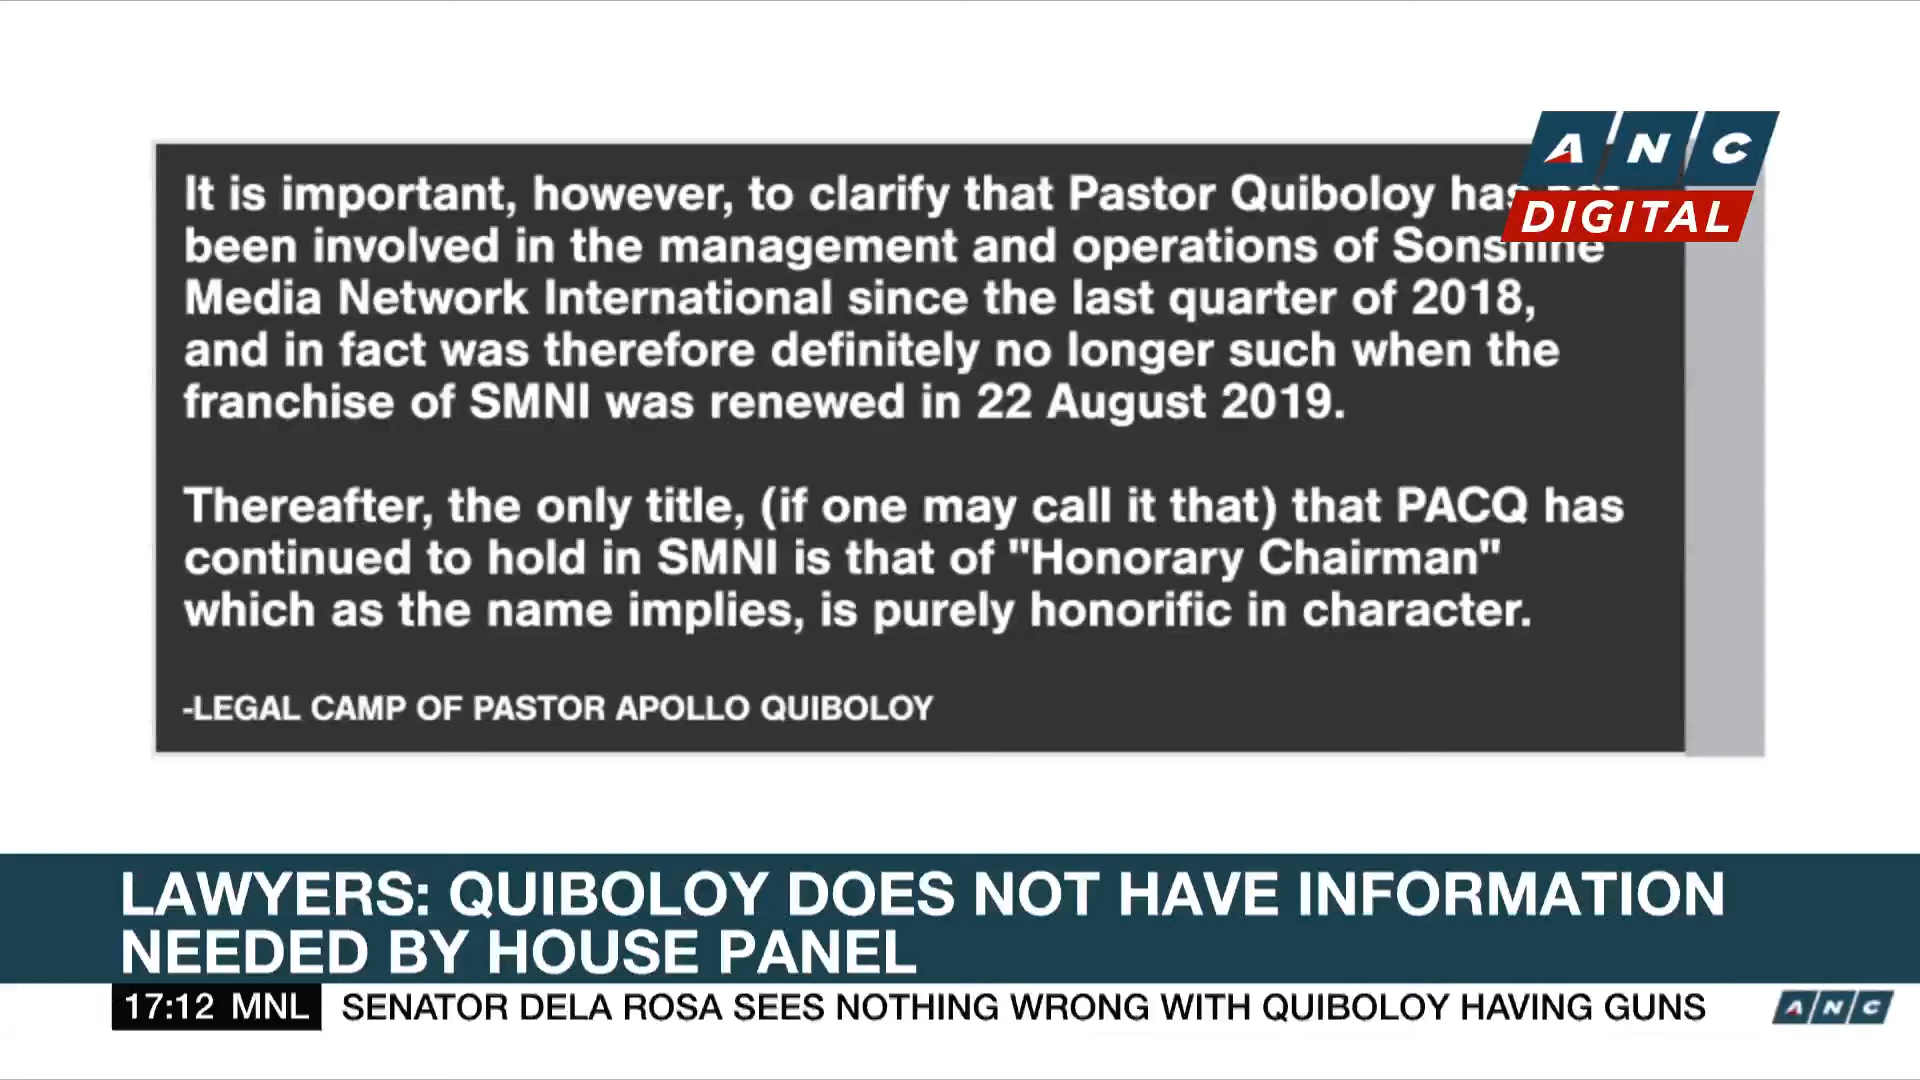 ANC
DIGITAL
It is important, however, to clarify that Pastor Quiboloy has
been involved in the management and operations of Sonshine
Media Network International since the last quarter of 2018,
and in fact was therefore definitely no longer such when the
franchise of SMNI was renewed in 22 August 2019.
Thereafter, the only title, (if one may call it that) that PACQ has
continued to hold in SMNI is that of "Honorary Chairman"
which as the name implies, is purely honorific in character.
-LEGAL CAMP OF PASTOR APOLLO QUIBOLOY
LAWYERS: QUIBOLOY DOES NOT HAVE INFORMATION
NEEDED BY HOUSE PANEL
17:12 MNL SENATOR DELA ROSA SEES NOTHING WRONG WITH QUIBOLOY HAVING GUNS ANC